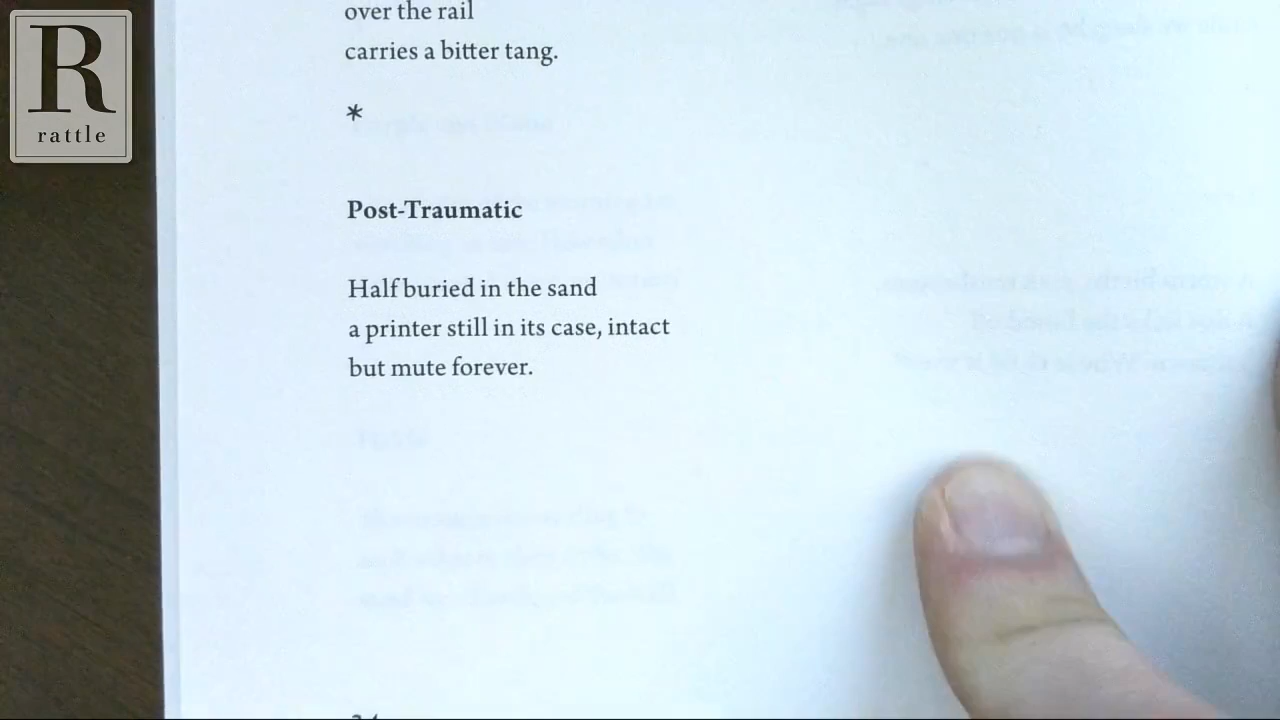 R
rattle
over the rail
carries a bitter tang.
*
Post-Traumatic
Half buried in the sand
a printer still in its case, intact
but mute forever.